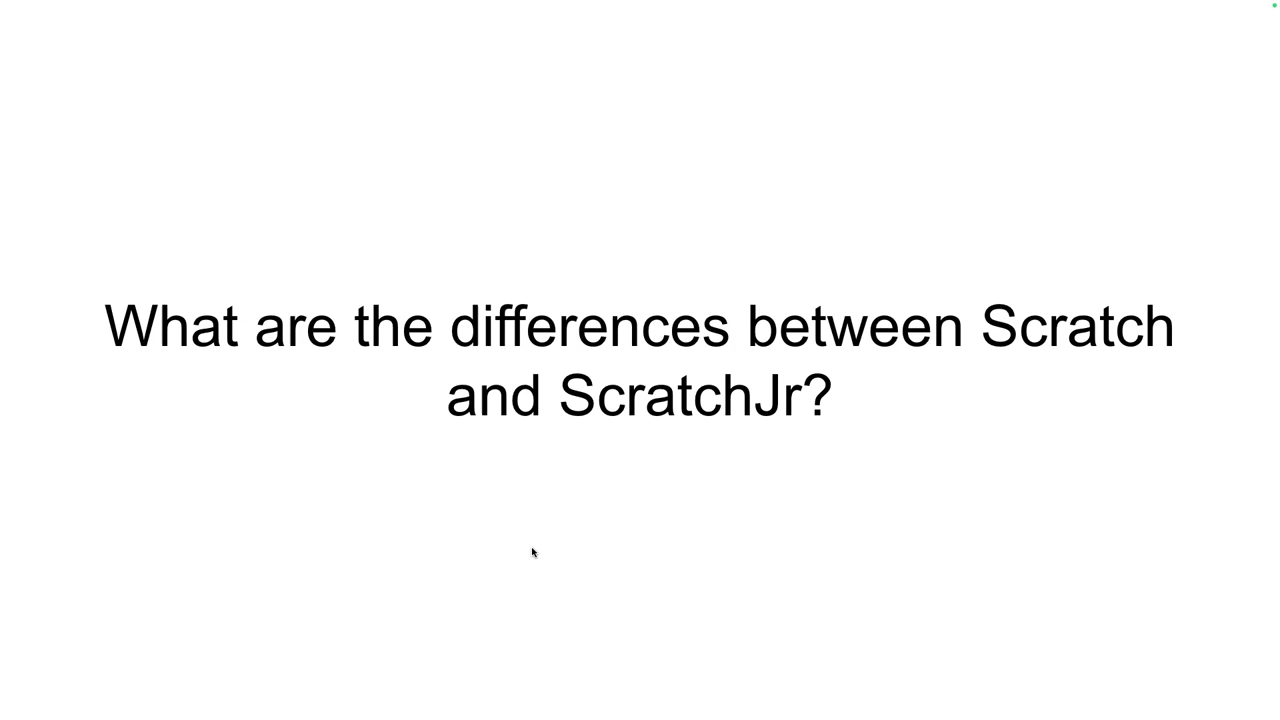 What are the differences between Scratch
and ScratchJr?